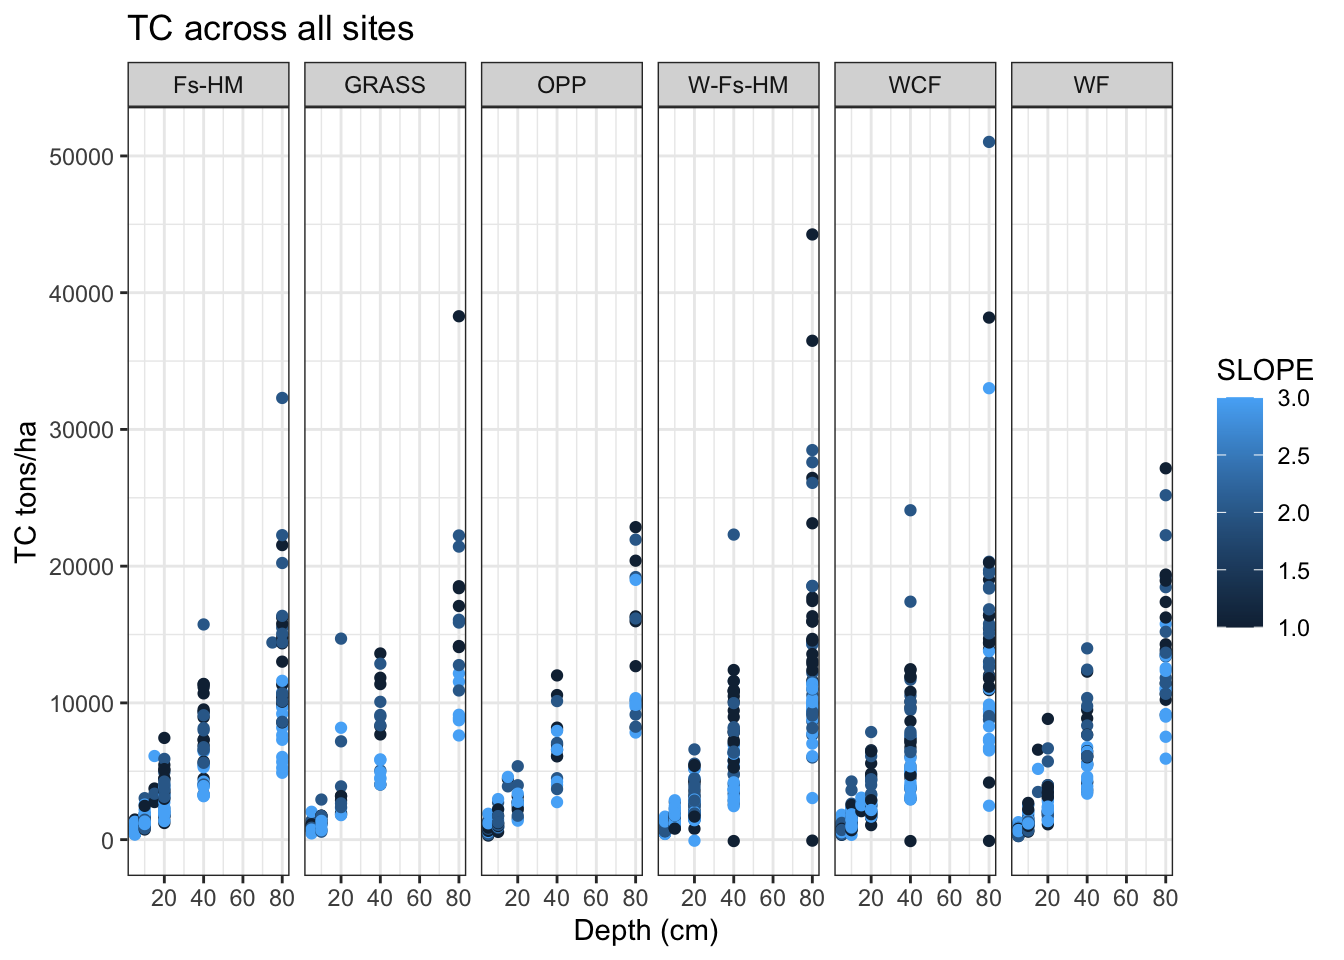 TC across all sites
Fs-HM GRASS OPP W-Fs-HM WCF WF
50000
40000
30000
20000
10000
0
TC tons/ha
20 40 60 80 20 40 60 80 20 40 60 80 20 40 60 80 20 40 60 80 20 40 60 80
Depth (cm)
SLOPE
3.0
2.5
2.0
1.5
1.0